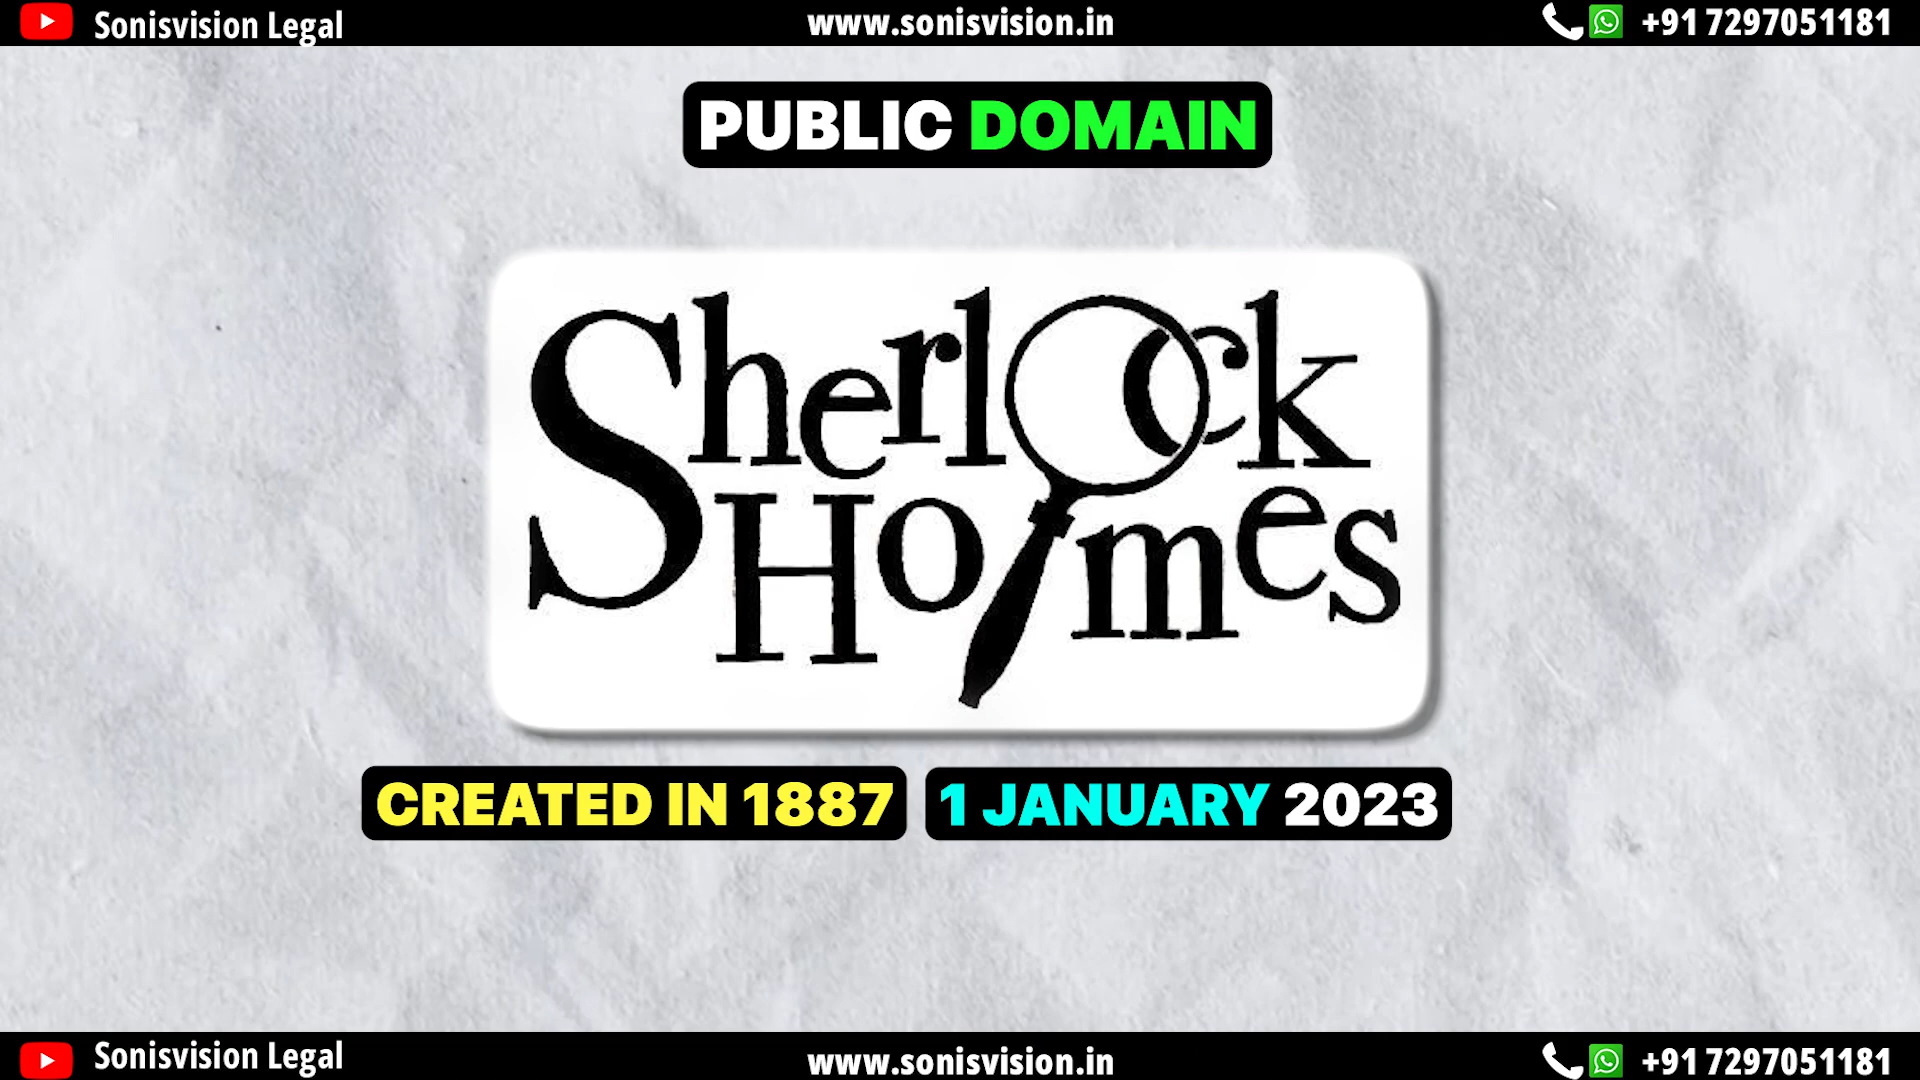 Sonisvision Legal www.sonisvision.in +91 7297051181
PUBLIC DOMAIN
Sherlock
Holmes
CREATED IN 1887 1 JANUARY 2023
Sonisvision Legal www.sonisvision.in +91 7297051181